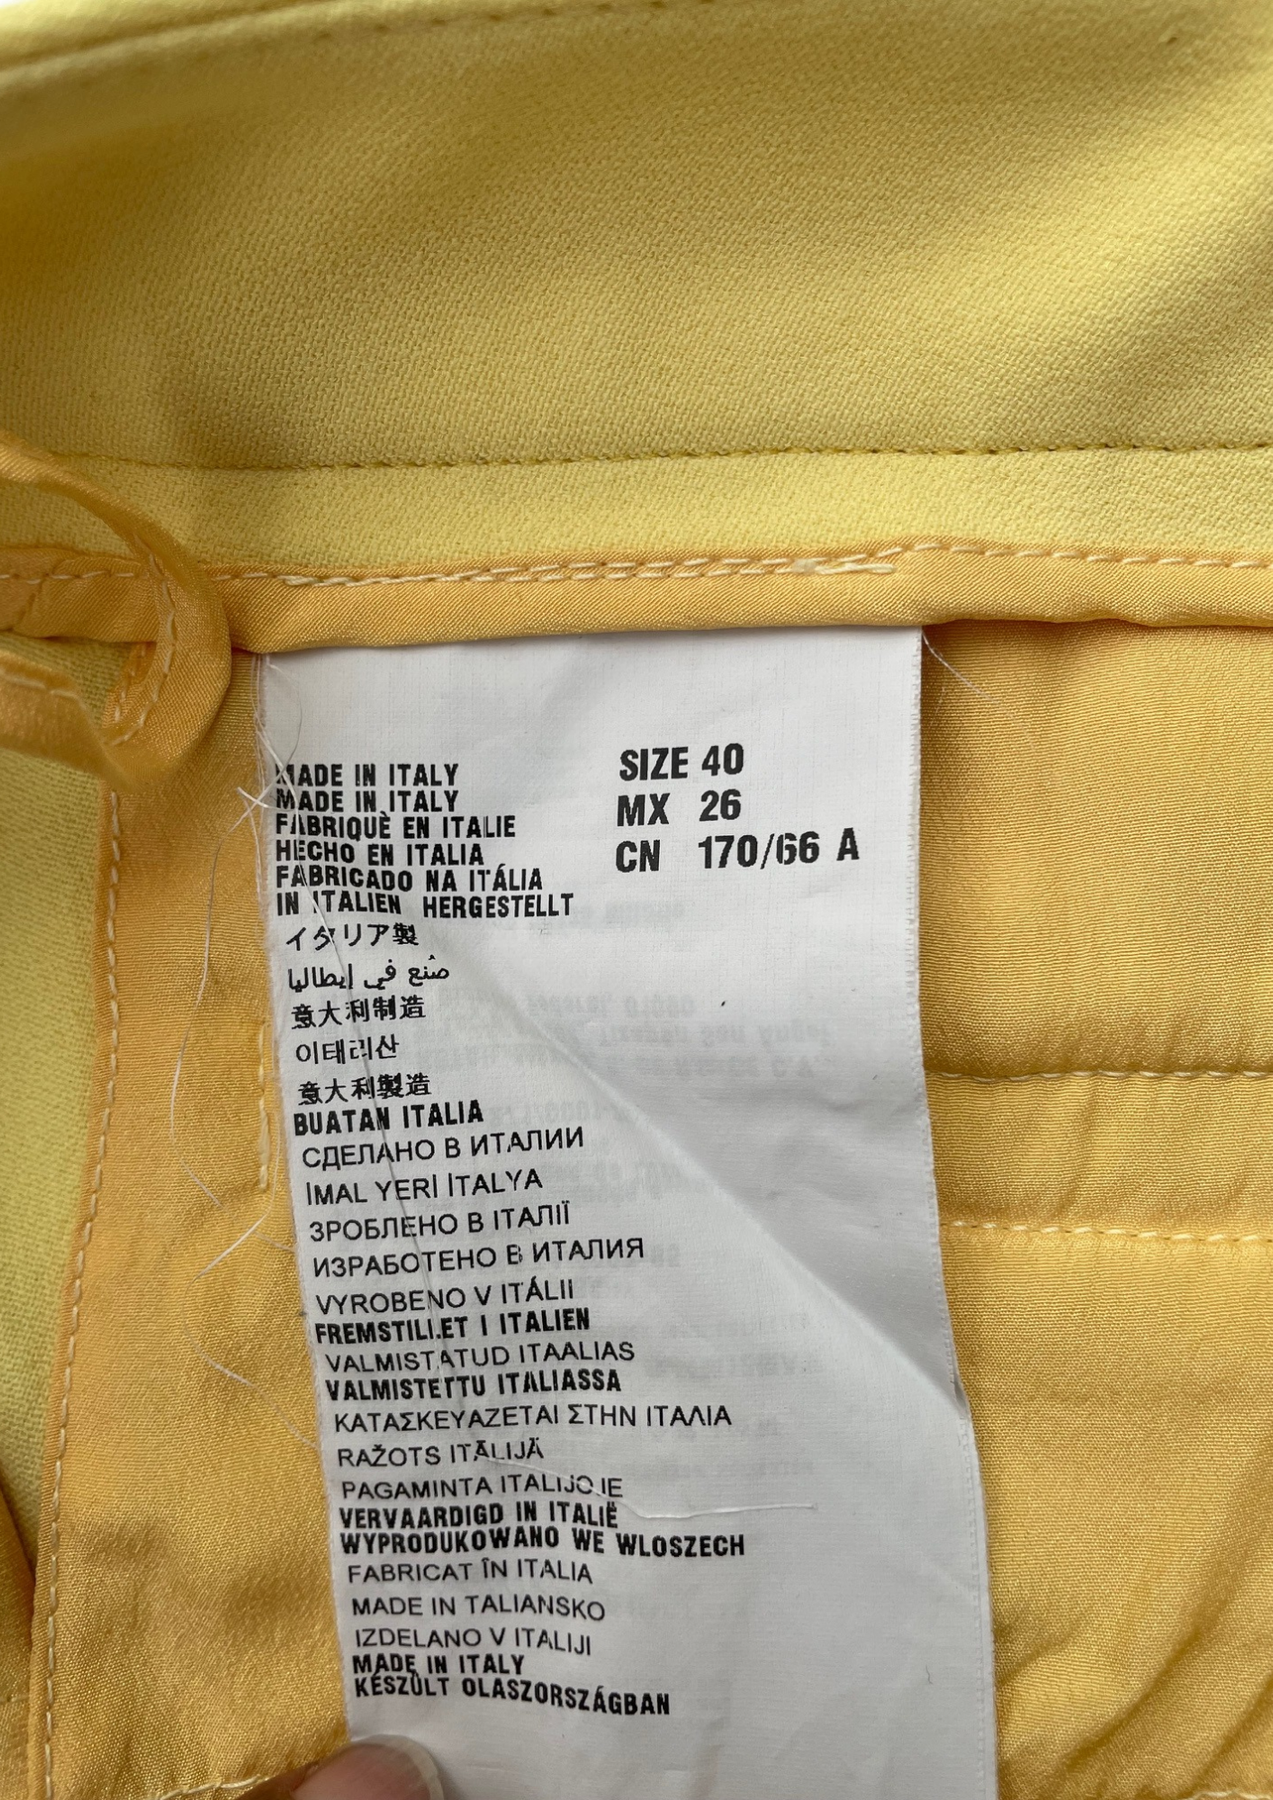 MADE IN ITALY
MADE IN ITALY
FABRIQUÈ EN ITALIE
HECHO EN ITALIA
FABRICADO NA ITÁLIA
IN ITALIEN HERGESTELLT
イタリア製
صُنع في إيطاليا
意大利制造
이태리산
意大利製造
BUATAN ITALIA
СДЕЛАНО В ИТАЛИИ
İMAL YERİ İTALYA
ЗРОБЛЕНО В ІТАЛІЇ
ИЗРАБОТЕНО В ИТАЛИЯ
VYROBENO V ITÁLII
FREMSTILLET I ITALIEN
VALMISTATUD ITAALIAS
VALMISTETTU ITALIASSA
ΚΑΤΑΣΚΕΥΑΖΕΤΑΙ ΣΤΗΝ ΙΤΑΛΙΑ
RAŽOTS ITĀLIJĀ
PAGAMINTA ITALIJOJE
VERVAARDIGD IN ITALIË
WYPRODUKOWANO WE WLOSZECH
FABRICAT ÎN ITALIA
MADE IN TALIANSKO
IZDELANO V ITALIJI
MADE IN ITALY
KÉSZÜLT OLASZORSZÁGBAN
SIZE 40
MX 26
CN 170/66 A